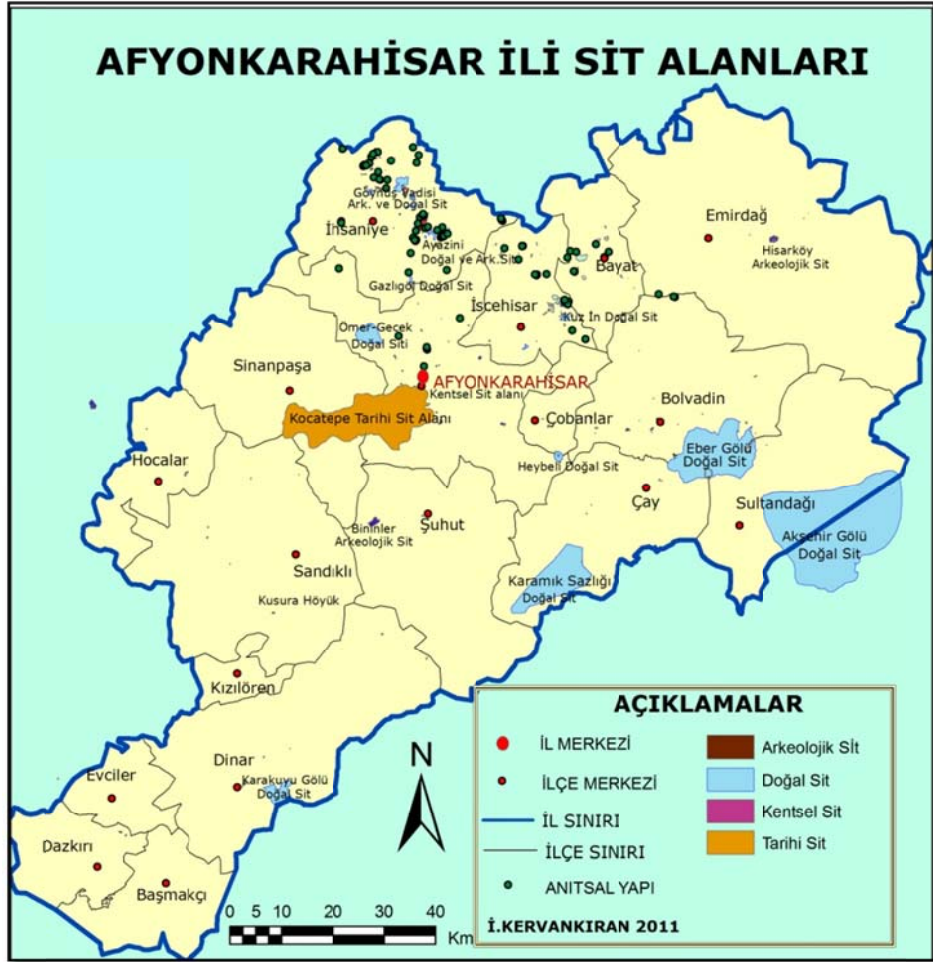 AFYONKARAHİSAR İLİ SİT ALANLARI
Göynüş Vadisi
Ark. ve Doğal Sit
İhsaniye
Ayazini
Doğal ve Ark.Sit
Gazlıgöl Doğal Sit
Emirdağ
Hisarköy
Arkeolojik Sit
Bayat
İscehisar
Kuz İn Doğal Sit
Ömer-Gecek
Doğal Siti
Sinanpaşa
AFYONKARAHİSAR
Kentsel Sit alanı
Kocatepe Tarihi Sit Alanı
Çobanlar
Bolvadin
Eber Gölü
Doğal Sit
Heybeli Doğal Sit
Hocalar
Çay
Sultandağı
Akşehir Gölü
Doğal Sit
Bininler
Arkeolojik Sit
Şuhut
Sandıklı
Kusura Höyük
Karamık Sazlığı
Doğal Sit
Kızılören
Dinar
Karakuyu Gölü
Doğal Sit
Evciler
Dazkırı
Başmakçı
N
0 5 10 20 30 40
Km
AÇIKLAMALAR
İL MERKEZİ
İLÇE MERKEZİ
İL SINIRI
İLÇE SINIRI
ANITSAL YAPI
Arkeolojik Sİt
Doğal Sit
Kentsel Sit
Tarihi Sit
İ.KERVANKIRAN 2011